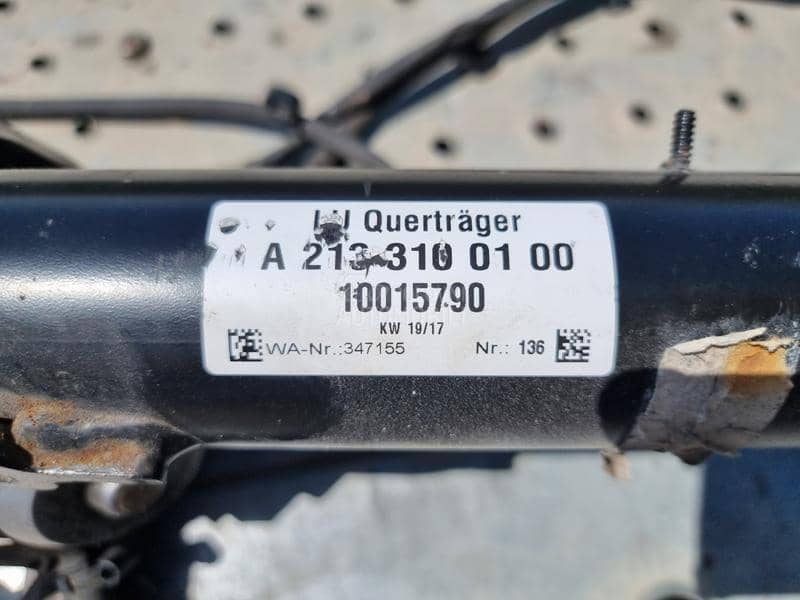 Querträger
A 213 310 01 00
10015790
KW 19/17
WA-Nr.:347155 Nr.: 136